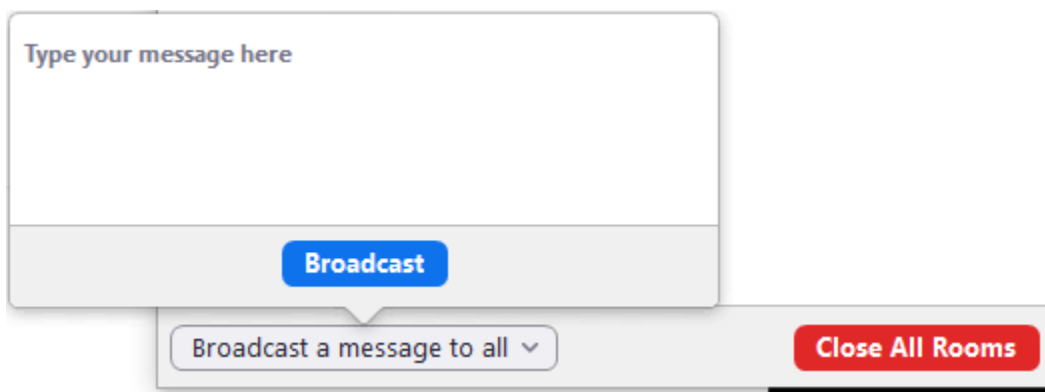 Type your message here
Broadcast
Broadcast a message to all
Close All Rooms